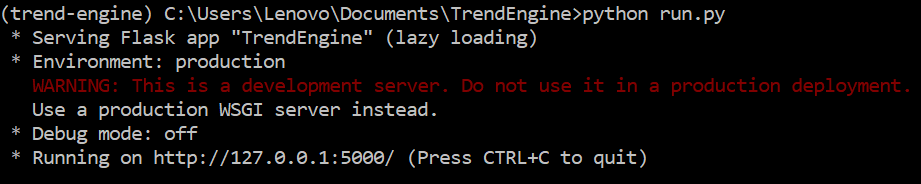 (trend-engine) C:\Users\Lenovo\Documents\TrendEngine>python run.py
* Serving Flask app "TrendEngine" (lazy loading)
* Environment: production
WARNING: This is a development server. Do not use it in a production deployment.
Use a production WSGI server instead.
* Debug mode: off
* Running on http://127.0.0.1:5000/ (Press CTRL+C to quit)